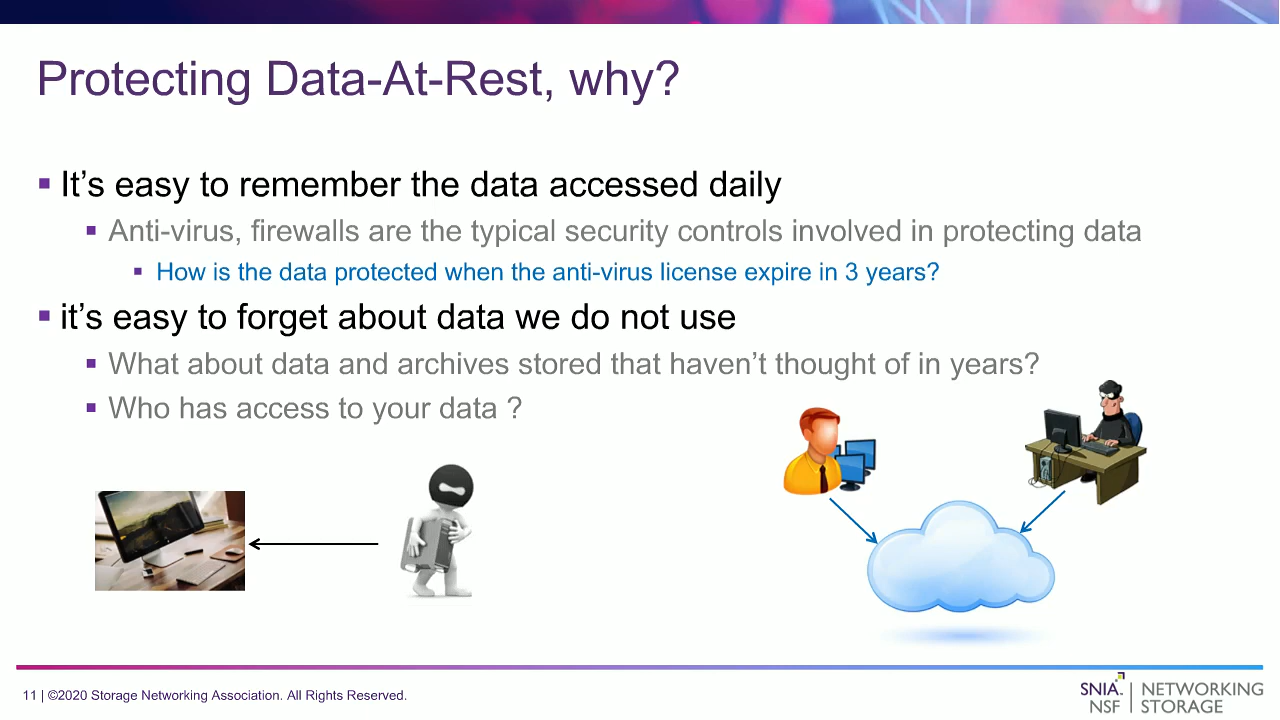 Protecting Data-At-Rest, why?
It's easy to remember the data accessed daily
Anti-virus, firewalls are the typical security controls involved in protecting data
How is the data protected when the anti-virus license expire in 3 years?
it's easy to forget about data we do not use
What about data and archives stored that haven't thought of in years?
Who has access to your data ?
11 | ©2020 Storage Networking Association. All Rights Reserved.
SNIA™ | NETWORKING
NSF | STORAGE